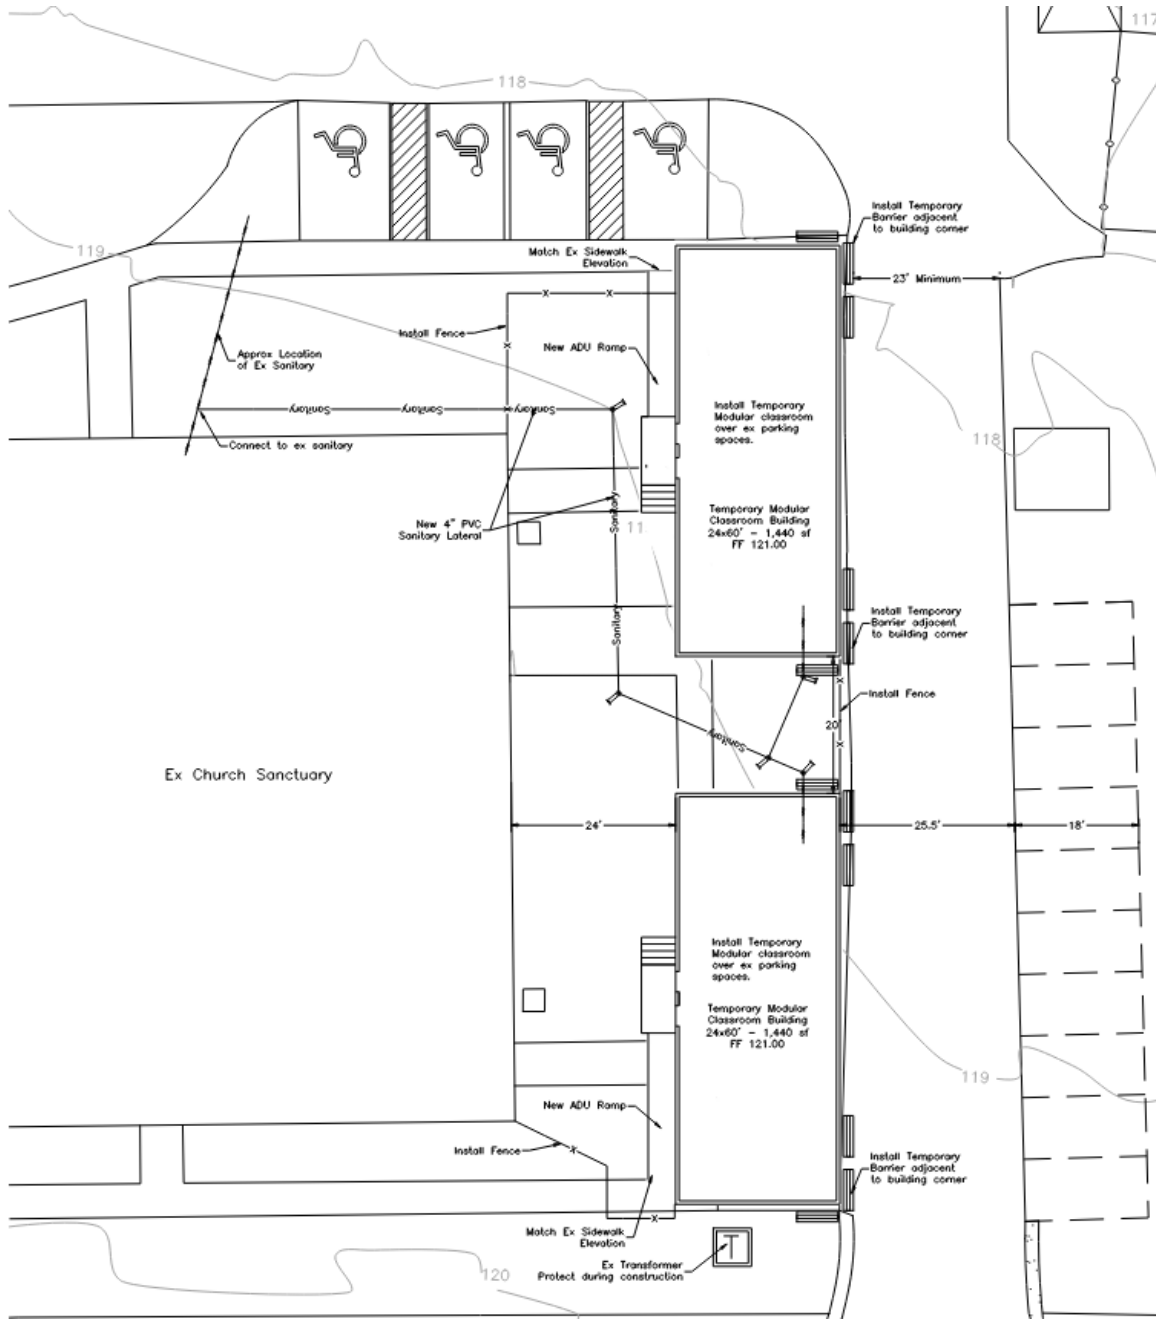 117
118
Install Temporary
Barrier adjacent
to building corner
119
Match Ex Sidewalk
Elevation
23' Minimum
Install Fence
New ADU Ramp
Approx Location
of Ex Sanitary
Sanitary
Sanitary
Sanitary
Install Temporary
Modular classroom
over ex parking
spaces.
118
Connect to ex sanitary
New 4" PVC
Sanitary Lateral
Sanitary
11
Temporary Modular
Classroom Building
24x60' - 1,440 sf
FF 121.00
Sanitary
Install Temporary
Barrier adjacent
to building corner
Install Fence
20'
Sanitary
Ex Church Sanctuary
24'
25.5'
18'
Install Temporary
Modular classroom
over ex parking
spaces.
Temporary Modular
Classroom Building
24x60' - 1,440 sf
FF 121.00
119
New ADU Ramp
Install Fence
Install Temporary
Barrier adjacent
to building corner
Match Ex Sidewalk
Elevation
T
Ex Transformer
Protect during construction
120